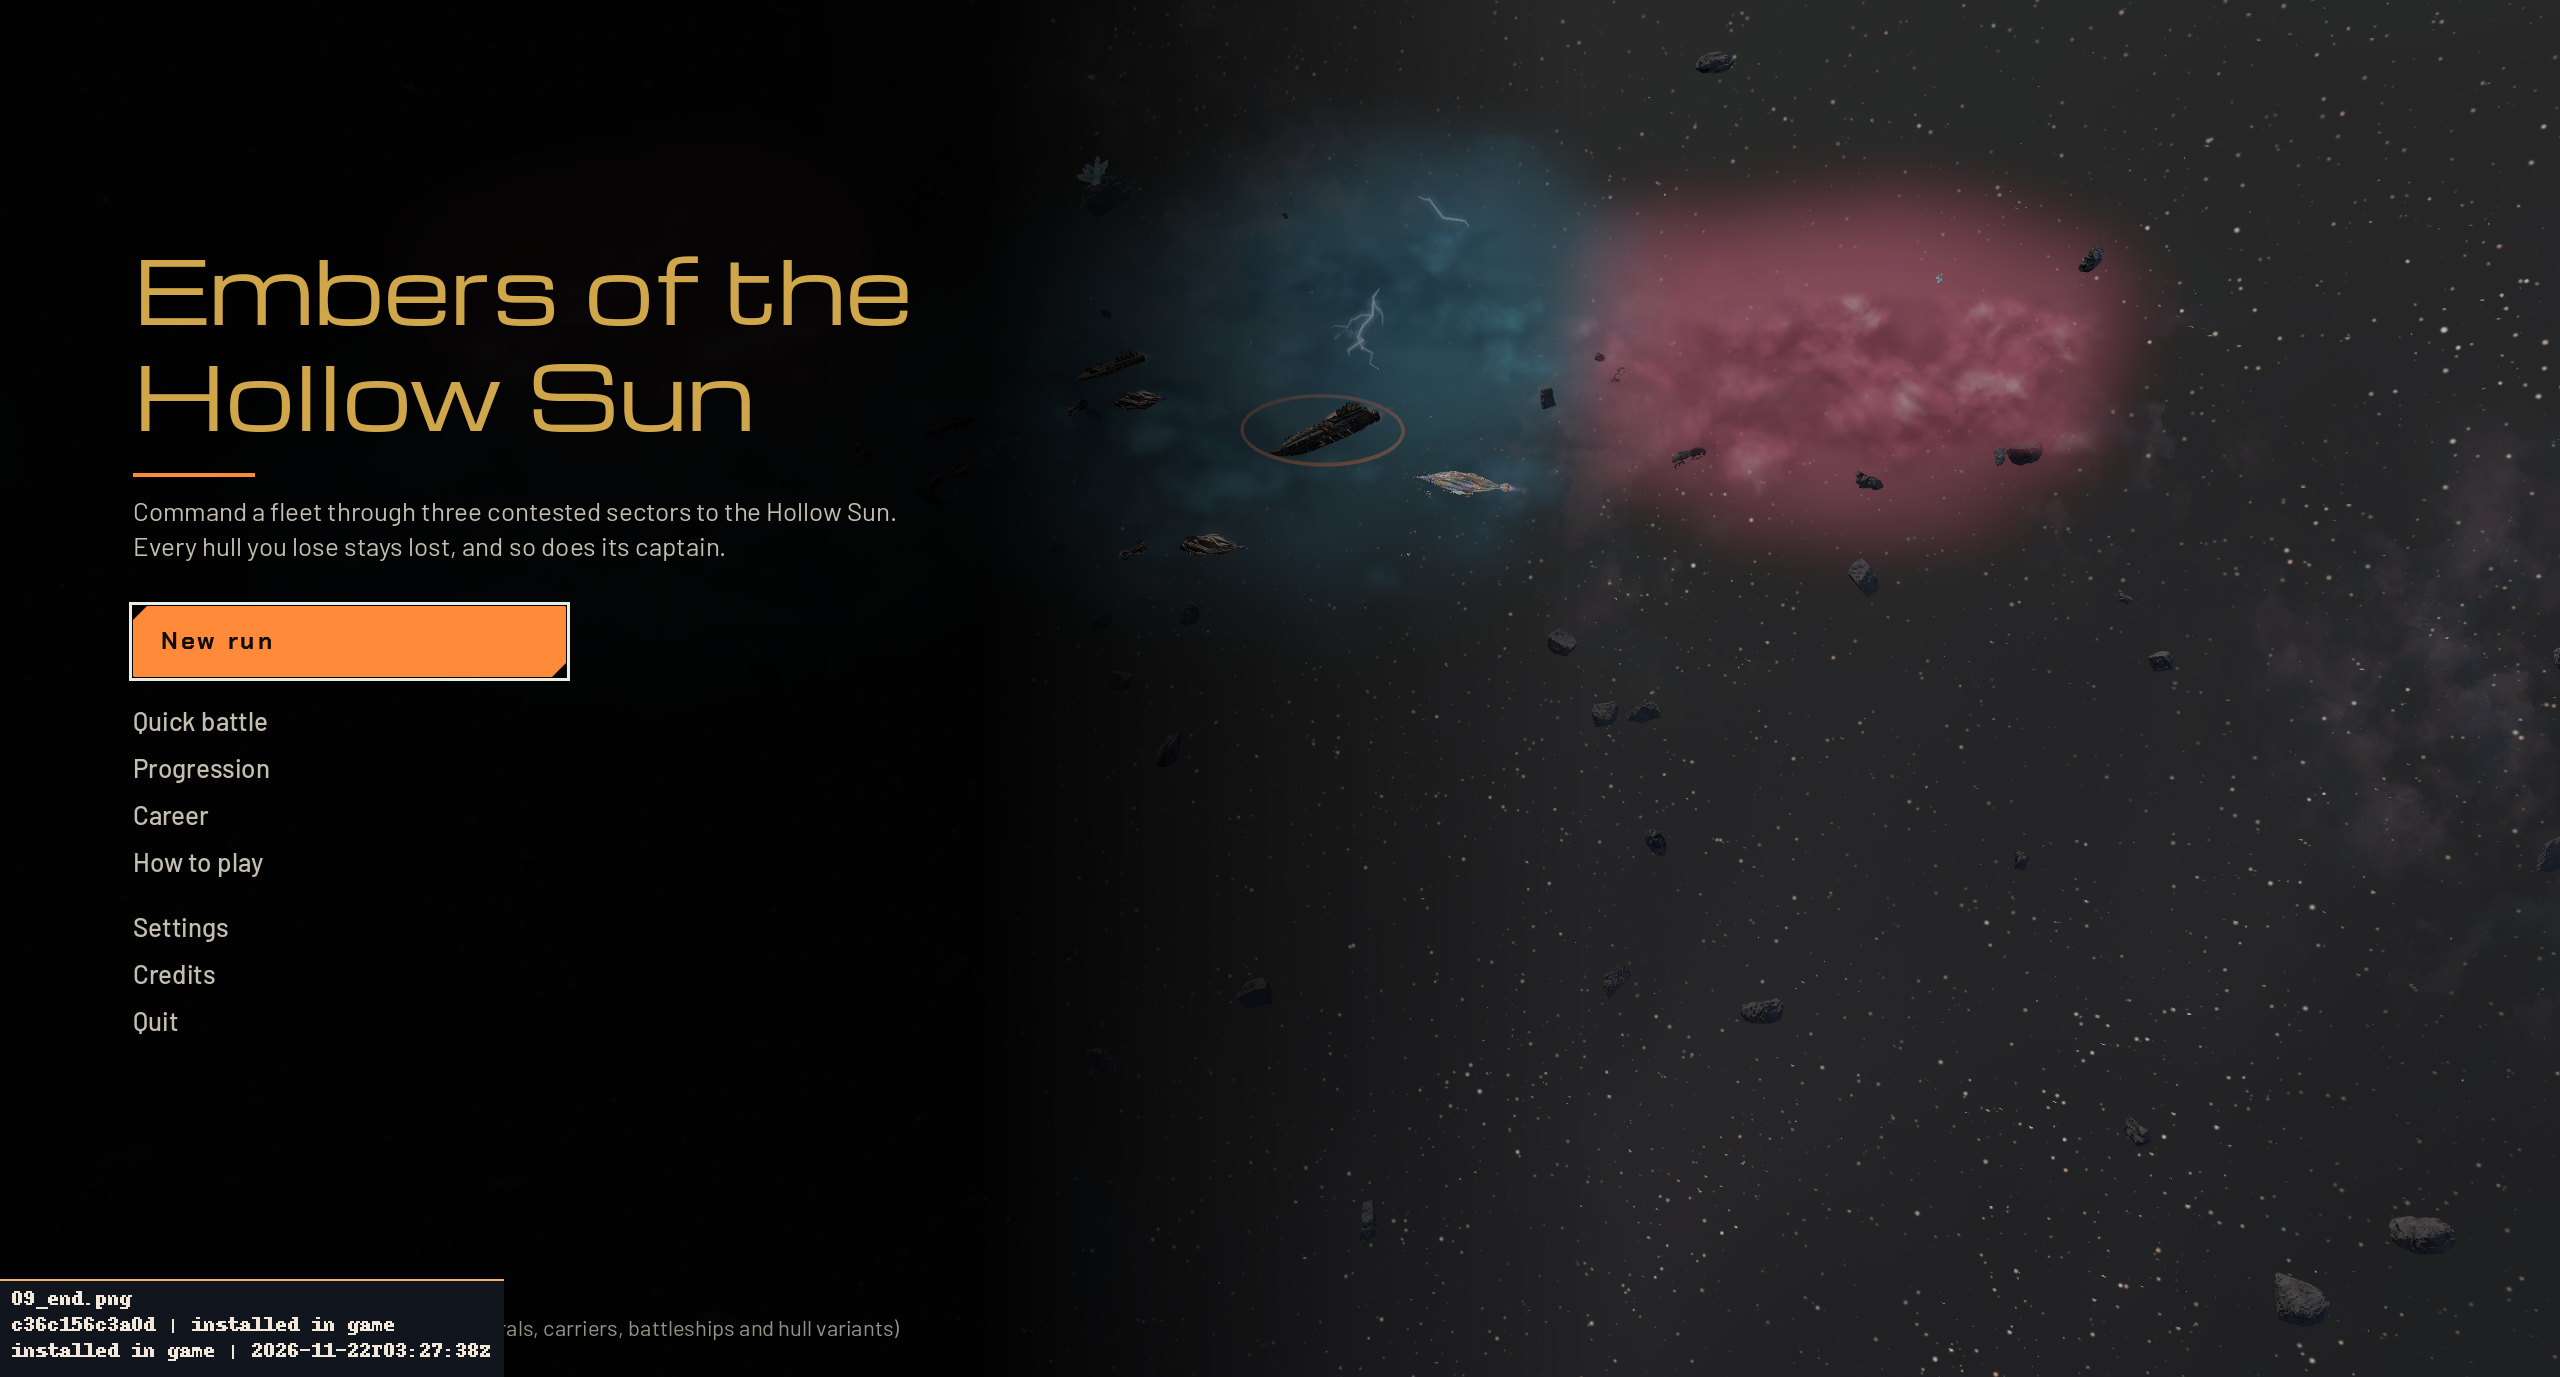 Embers of the
Hollow Sun
Command a fleet through three contested sectors to the Hollow Sun.
Every hull you lose stays lost, and so does its captain.
New run
Quick battle
Progression
Career
How to play
Settings
Credits
Quit
carriers, battleships and hull variants)
09_end.png
c36c156c3a0d | installed in game
installed in game | 2026-11-22T03:27:38Z